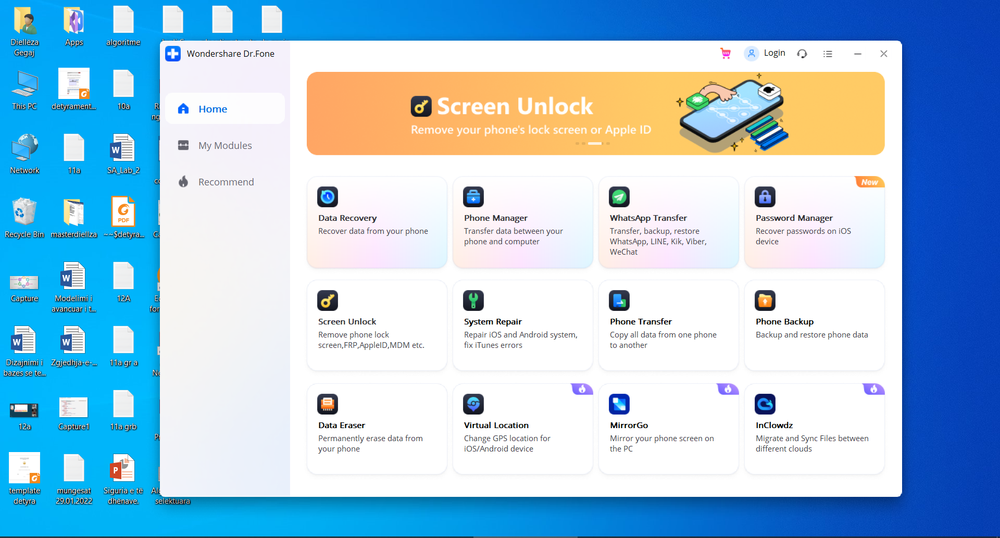 Diellëza
Gegaj
Apps
algoritme
This PC
detyrament...
10a
Network
11a
SA_Lab_2
Recycle Bin
masterdiellza
~~$detyra...
PDF
Capture
Modelimi i
avancuar i t...
12A
Dizajnimi i
bazes se te...
Zgjedhja-e-...
11a gr a
12a
Capture1
11a grb
template
detyra
mungesat
29.01.2022
Siguria e të
dhënave.
selektuara
Wondershare Dr.Fone
Login
Home
My Modules
Recommend
Screen Unlock
Remove your phone's lock screen or Apple ID
Data Recovery
Recover data from your phone
Phone Manager
Transfer data between your
phone and computer
WhatsApp Transfer
Transfer, backup, restore
WhatsApp, LINE, Kik, Viber,
WeChat
New
Password Manager
Recover passwords on iOS
device
Screen Unlock
Remove phone lock
screen,FRP,AppleID,MDM etc.
System Repair
Repair iOS and Android system,
fix iTunes errors
Phone Transfer
Copy all data from one phone
to another
Phone Backup
Backup and restore phone data
Data Eraser
Permanently erase data from
your phone
Virtual Location
Change GPS location for
iOS/Android device
MirrorGo
Mirror your phone screen on
the PC
InClowdz
Migrate and Sync Files between
different clouds